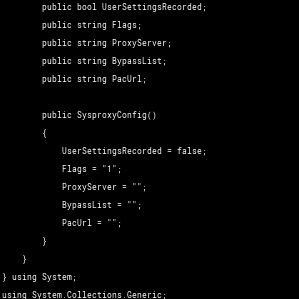 public bool UserSettingsRecorded;
public string Flags;
public string ProxyServer;
public string BypassList;
public string PacUrl;
public SysproxyConfig()
{
UserSettingsRecorded = false;
Flags = "1";
ProxyServer = "";
BypassList = "";
PacUrl = "";
}
}
} using System;
using System.Collections.Generic;